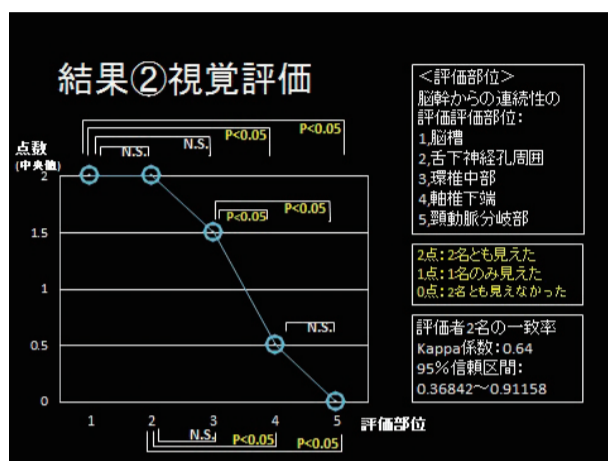 結果②視覚評価
点数
(中央値)
N.S.
N.S.
P<0.05
P<0.05
2
1.5
1
0.5
0
P<0.05
P<0.05
N.S.
1
2
3
4
5
評価部位
N.S.
P<0.05
P<0.05
<評価部位>
脳幹からの連続性の
評価評価部位:
1,脳槽
2,舌下神経孔周囲
3,環椎中部
4,軸椎下端
5,頸動脈分岐部
2点:2名とも見えた
1点:1名のみ見えた
0点:2名とも見えなかった
評価者2名の一致率
Kappa係数:0.64
95%信頼区間:
0.36842~0.91158